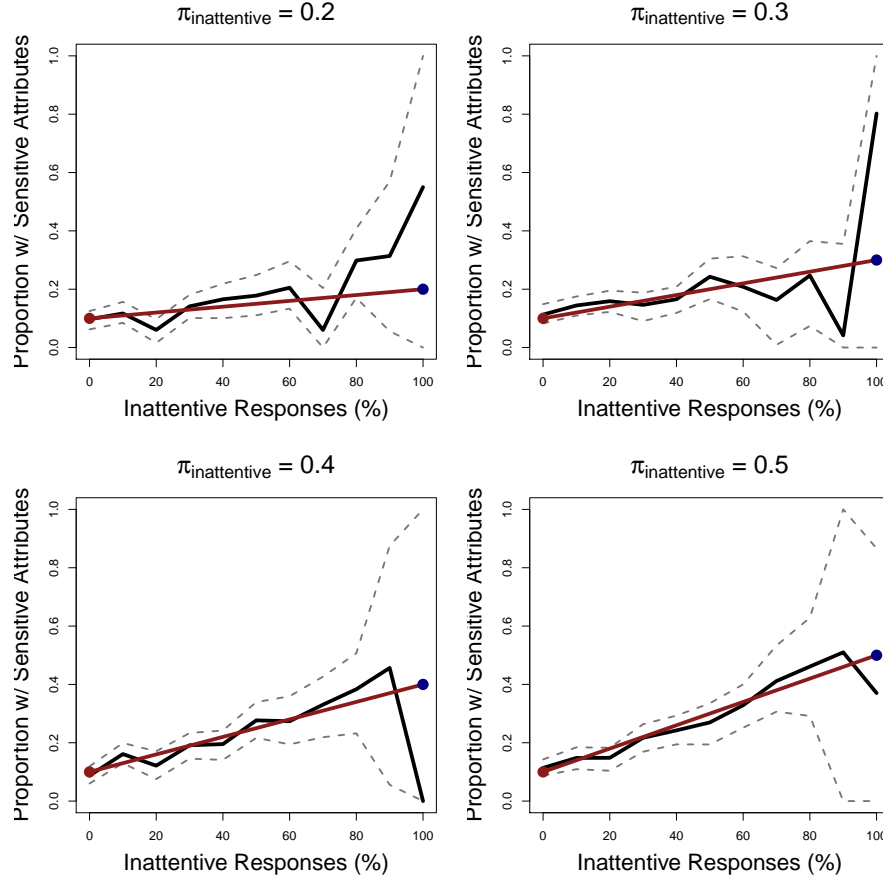 π_inattentive = 0.2
Proportion w/ Sensitive Attributes
1.0
0.8
0.6
0.4
0.2
0.0
0 20 40 60 80 100
Inattentive Responses (%)
π_inattentive = 0.3
Proportion w/ Sensitive Attributes
1.0
0.8
0.6
0.4
0.2
0.0
0 20 40 60 80 100
Inattentive Responses (%)
π_inattentive = 0.4
Proportion w/ Sensitive Attributes
1.0
0.8
0.6
0.4
0.2
0.0
0 20 40 60 80 100
Inattentive Responses (%)
π_inattentive = 0.5
Proportion w/ Sensitive Attributes
1.0
0.8
0.6
0.4
0.2
0.0
0 20 40 60 80 100
Inattentive Responses (%)